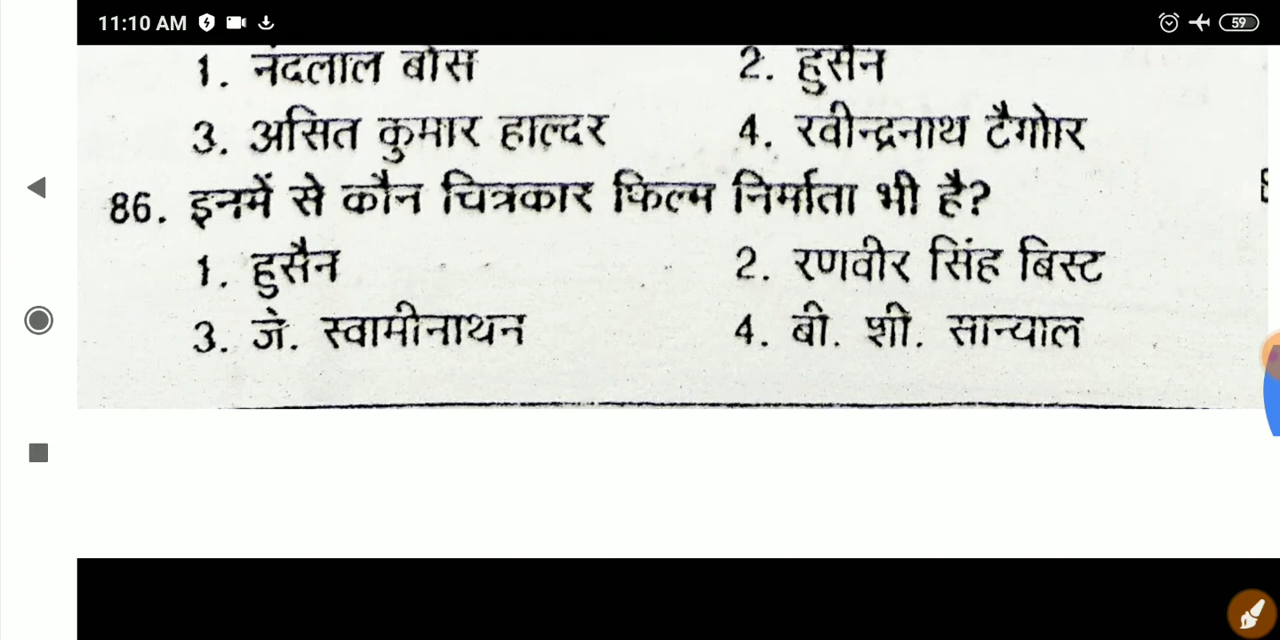 11:10 AM 59
1. नंदलाल बोस 2. हुसैन
3. असित कुमार हाल्दर 4. रवीन्द्रनाथ टैगोर
86. इनमें से कौन चित्रकार फिल्म निर्माता भी है?
1. हुसैन 2. रणवीर सिंह बिस्ट
3. जे. स्वामीनाथन 4. बी. शी. सान्याल